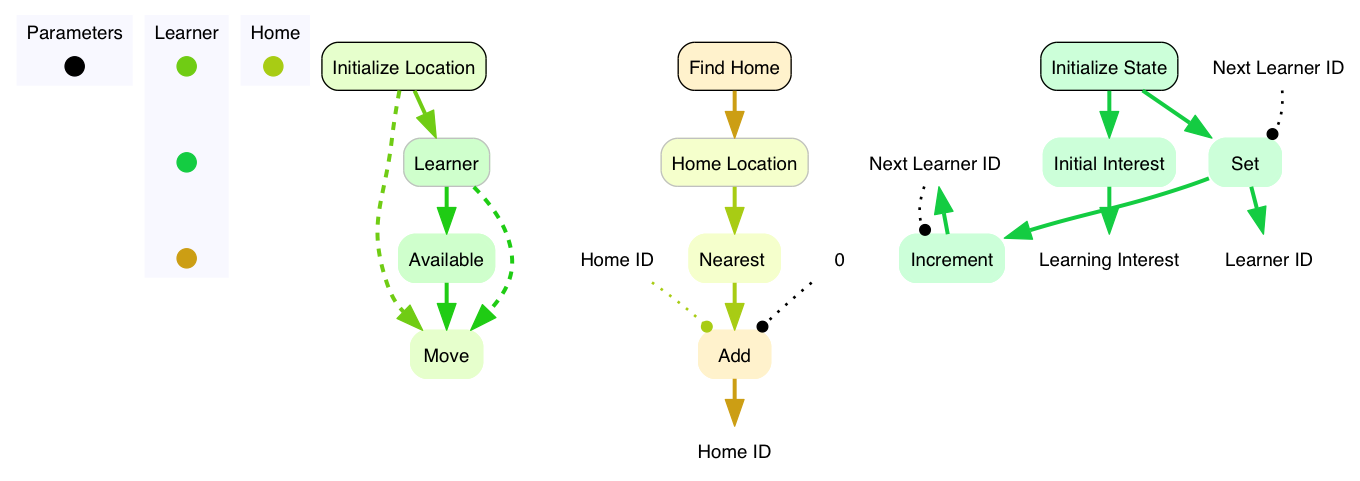 Parameters
Learner
Home
Initialize Location
Find Home
Initialize State
Next Learner ID
Learner
Home Location
Next Learner ID
Initial Interest
Set
Available
Home ID
Nearest
0
Increment
Learning Interest
Learner ID
Move
Add
Home ID